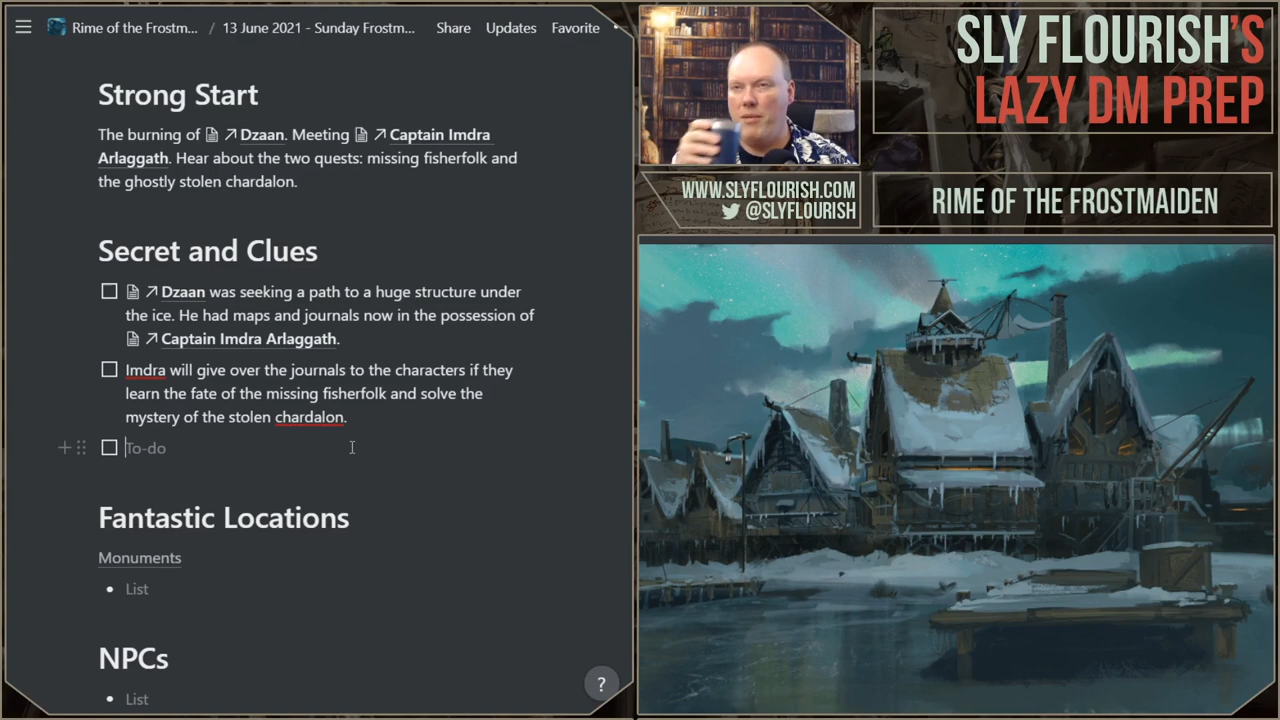 Rime of the Frostm... / 13 June 2021 - Sunday Frostm... Share Updates Favorite
Strong Start
The burning of Dzaan. Meeting Captain Imdra
Arlaggath. Hear about the two quests: missing fisherfolk and
the ghostly stolen chardalon.
Secret and Clues
Dzaan was seeking a path to a huge structure under
the ice. He had maps and journals now in the possession of
Captain Imdra Arlaggath.
Imdra will give over the journals to the characters if they
learn the fate of the missing fisherfolk and solve the
mystery of the stolen chardalon.
To-do
Fantastic Locations
Monuments
• List
NPCs
• List
?
SLY FLOURISH'S
LAZY DM PREP
WWW.SLYFLOURISH.COM
@SLYFLOURISH
RIME OF THE FROSTMAIDEN